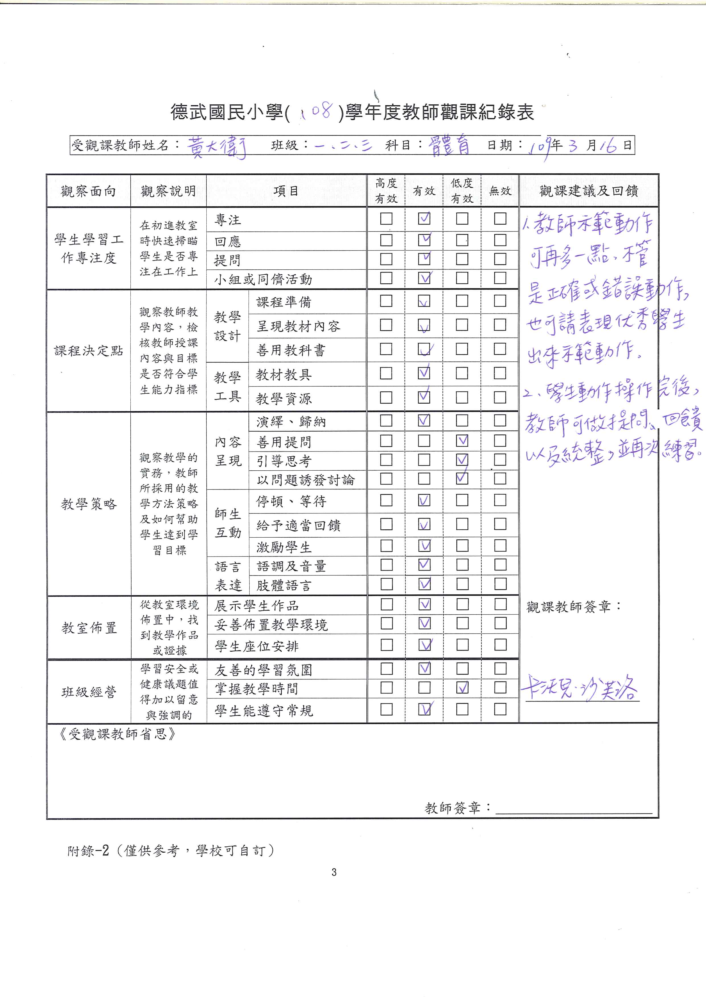 德武國民小學( 108 )學年度教師觀課紀錄表
受觀課教師姓名：黃大衛 班級：一、二、三 科目：體育 日期：109年 3 月 16 日
觀察面向 觀察說明 項目 高度有效 有效 低度有效 無效 觀課建議及回饋
學生學習工作專注度
在初進教室
時快速掃瞄
學生是否專
注在工作上
專注 □ ☑ □ □
回應 □ ☑ □ □
提問 □ ☑ □ □
小組或同儕活動 □ ☑ □ □
課程決定點
觀察教師教
學內容，檢
核教師授課
內容與目標
是否符合學
生能力指標
教學設計
課程準備 □ ☑ □ □
呈現教材內容 □ ☑ □ □
善用教科書 □ ☑ □ □
教學工具
教材教具 □ ☑ □ □
教學資源 □ ☑ □ □
教學策略
觀察教學的
實務，教師
所採用的教
學方法策略
及如何幫助
學生達到學
習目標
內容呈現
演繹、歸納 □ ☑ □ □
善用提問 □ □ ☑ □
引導思考 □ □ ☑ □
以問題誘發討論 □ □ ☑ □
師生互動
停頓、等待 □ ☑ □ □
給予適當回饋 □ ☑ □ □
激勵學生 □ ☑ □ □
語言表達
語調及音量 □ ☑ □ □
肢體語言 □ ☑ □ □
教室佈置
從教室環境
佈置中，找
到教學作品
或證據
展示學生作品 □ ☑ □ □
妥善佈置教學環境 □ ☑ □ □
學生座位安排 □ ☑ □ □
班級經營
學習安全或
健康議題值
得加以留意
與強調的
友善的學習氛圍 □ ☑ □ □
掌握教學時間 □ □ ☑ □
學生能遵守常規 □ ☑ □ □
1、教師示範動作
可再多一點、不管
是正確或錯誤動作，
也可請表現优秀學生
出來示範動作。
2、學生動作操作完後，
教師可做提問、回饋
以及統整，並再次練習。
觀課教師簽章：
卡沃兒·沙芙洛
《受觀課教師省思》
教師簽章：
附錄-2（僅供參考，學校可自訂）
3